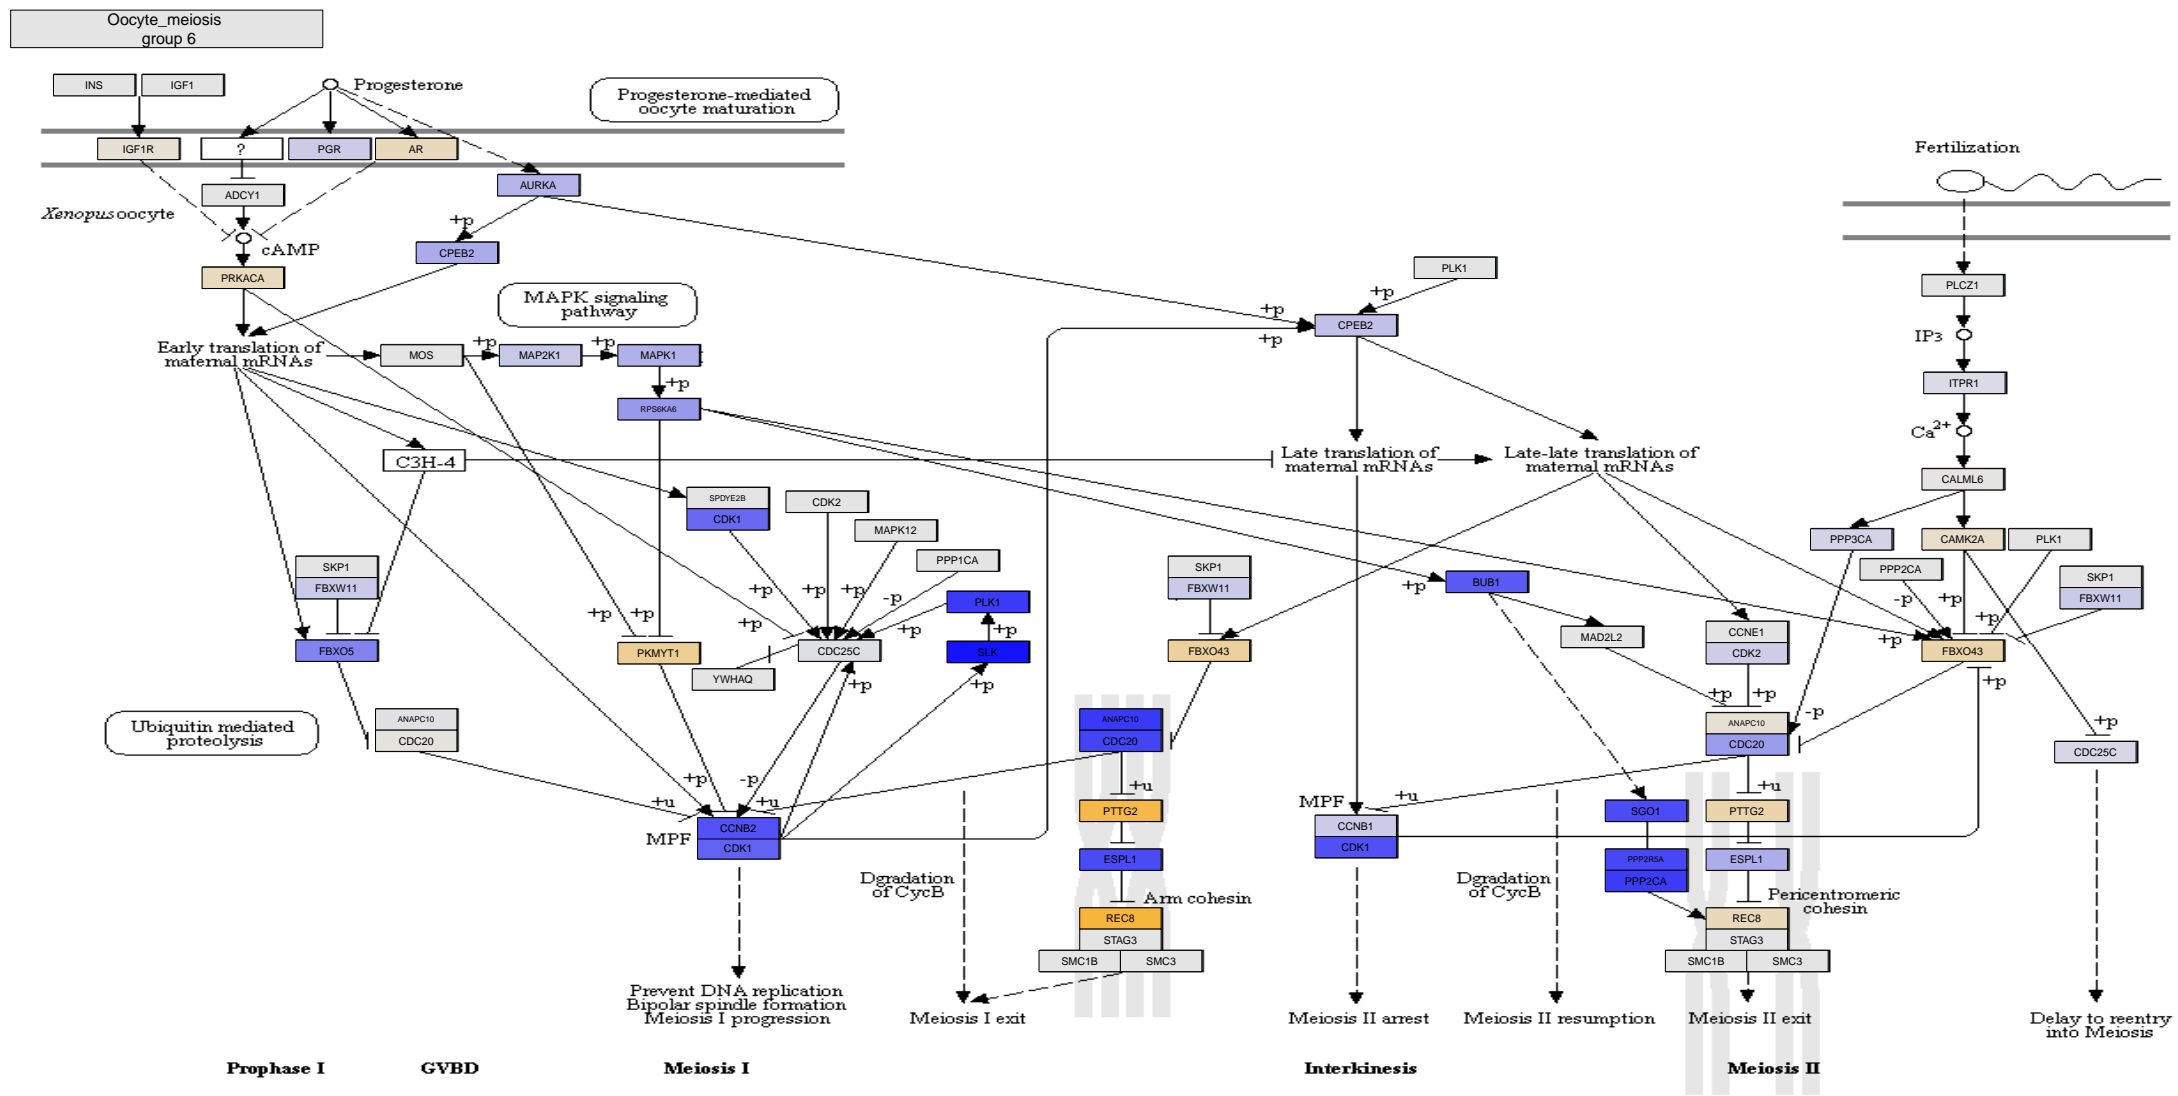 Oocyte_meiosis
group 6
INS
IGF1
Progesterone
Progesterone-mediated
oocyte maturation
IGF1R
?
PGR
AR
Fertilization
ADCY1
AURKA
Xenopus oocyte
+p
cAMP
CPEB2
PRKACA
PLK1
PLCZ1
MAPK signaling
pathway
+p
+p
CPEB2
+p
IP3
Early translation of
maternal mRNAs
MOS
+p
MAP2K1
+p
MAPK1
+p
ITPR1
RPS6KA6
Ca2+
C3H-4
Late translation of
maternal mRNAs
Late-late translation of
maternal mRNAs
CALML6
SPDYE2B
CDK1
CDK2
MAPK12
PPP1CA
PPP3CA
CAMK2A
PLK1
SKP1
FBXW11
SKP1
FBXW11
PPP2CA
SKP1
FBXW11
+p
+p
+p
-p
PLK1
+p
BUB1
-p
+p
+p
+p
+p
+p
+p
+p
MAD2L2
CCNE1
CDK2
+p
FBXO5
PKMYT1
CDC25C
SLK
FBXO43
FBXO43
YWHAQ
+p
+p
+p
+p
+p
Ubiquitin mediated
proteolysis
ANAPC10
CDC20
ANAPC10
CDC20
ANAPC10
CDC20
-p
+p
CDC25C
+p
-p
+u
+u
+u
+u
+u
MPF
CCNB2
CDK1
PTTG2
MPF
CCNB1
CDK1
SGO1
PTTG2
ESPL1
PPP2R5A
PPP2CA
ESPL1
Dgradation
of CycB
Arm cohesin
Dgradation
of CycB
Pericentromeric
cohesin
REC8
STAG3
SMC1B
SMC3
REC8
STAG3
SMC1B
SMC3
Prevent DNA replication
Bipolar spindle formation
Meiosis I progression
Meiosis I exit
Meiosis II arrest
Meiosis II resumption
Meiosis II exit
Delay to reentry
into Meiosis
Prophase I
GVBD
Meiosis I
Interkinesis
Meiosis II